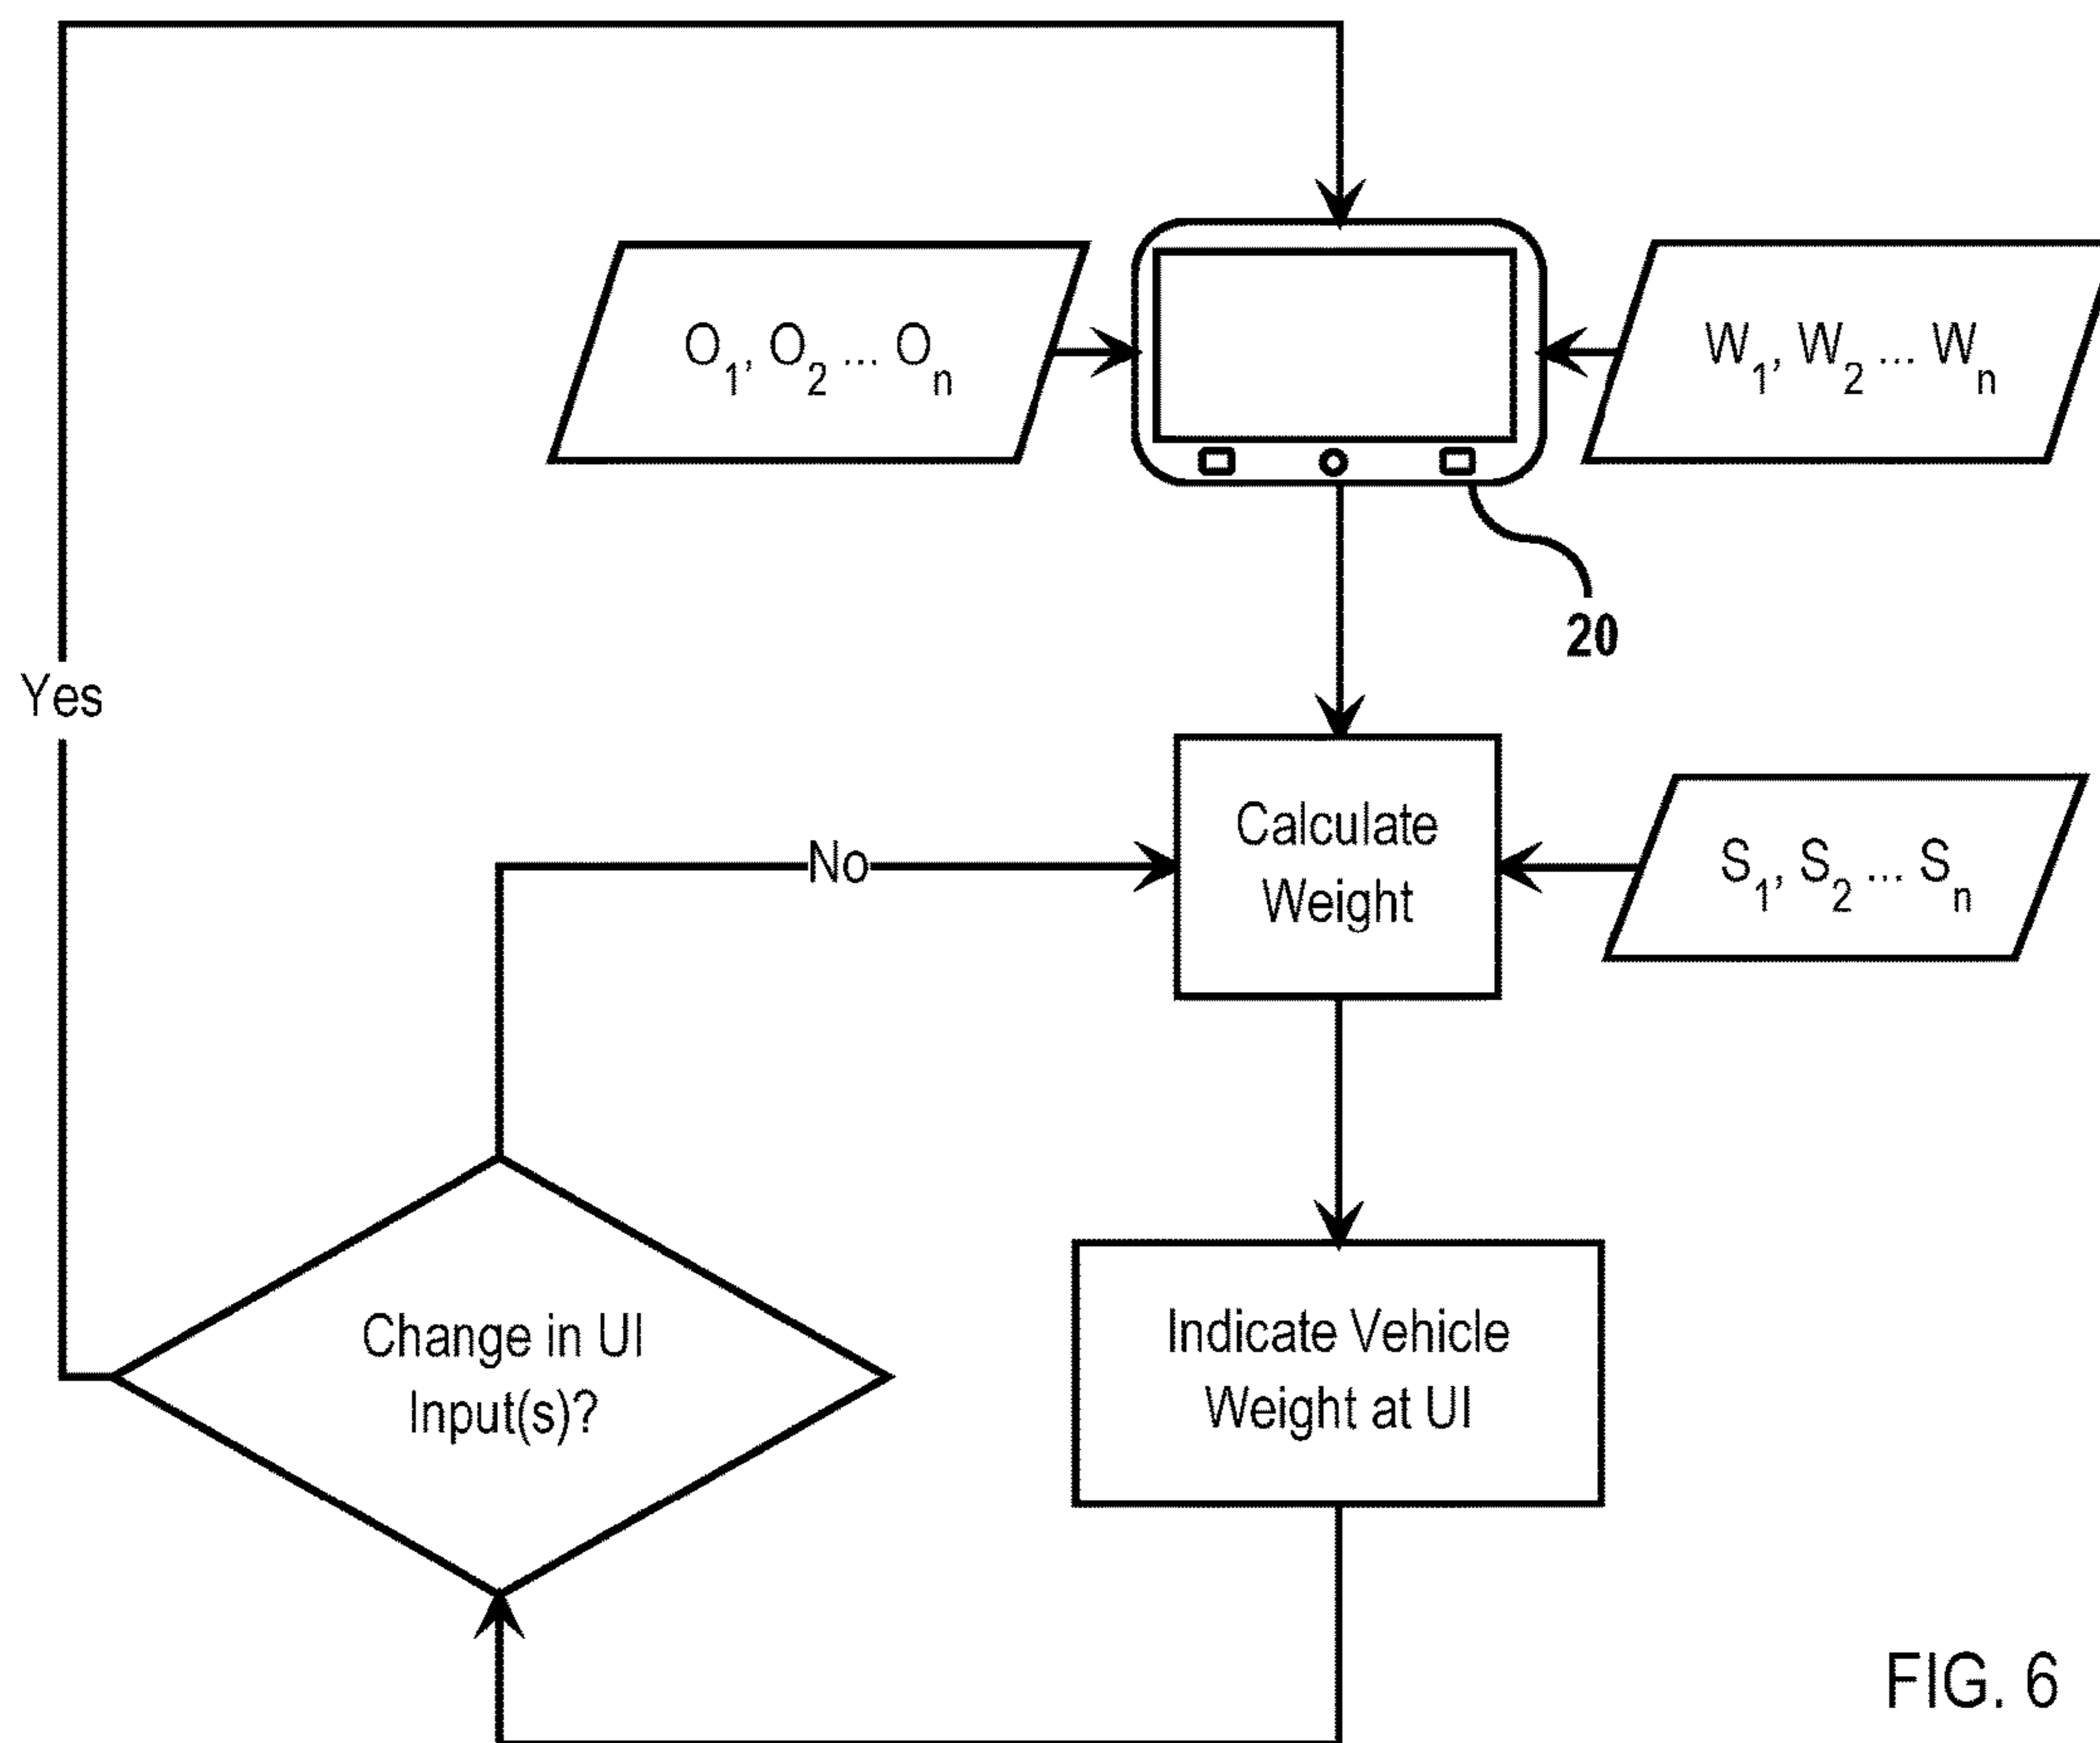 O1, O2 ... On
W1, W2 ... Wn
20
Yes
Calculate
Weight
No
S1, S2 ... Sn
Change in UI
Input(s)?
Indicate Vehicle
Weight at UI
FIG. 6